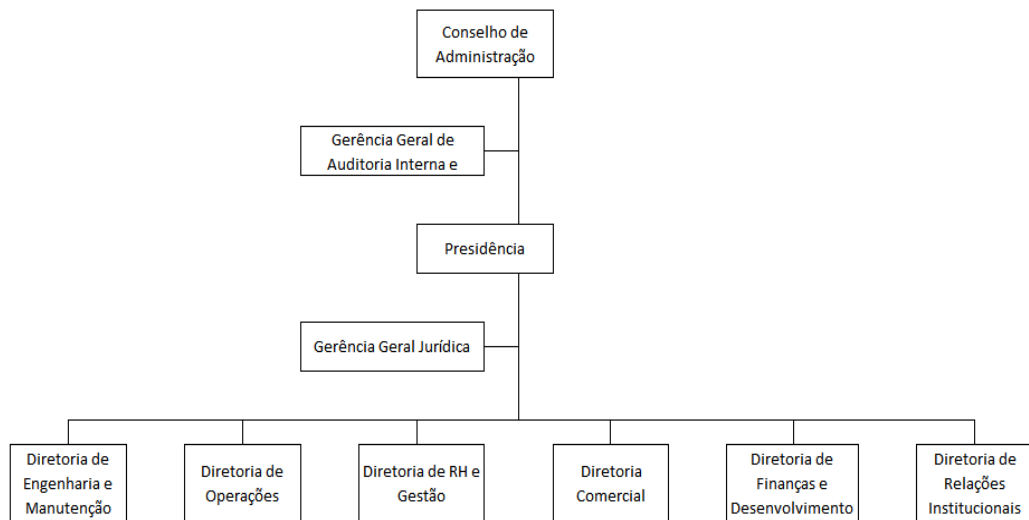 Conselho de
Administração
Gerência Geral de
Auditoria Interna e
Presidência
Gerência Geral Jurídica
Diretoria de
Engenharia e
Manutenção
Diretoria de
Operações
Diretoria de RH e
Gestão
Diretoria
Comercial
Diretoria de
Finanças e
Desenvolvimento
Diretoria de
Relações
Institucionais